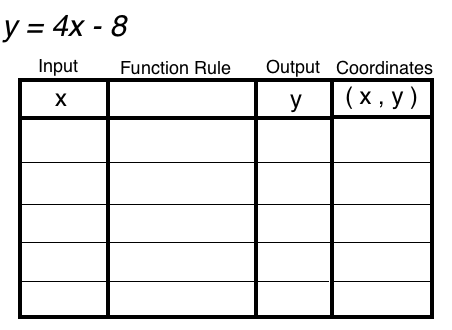 y = 4x - 8
Input Function Rule Output Coordinates
x y ( x , y )